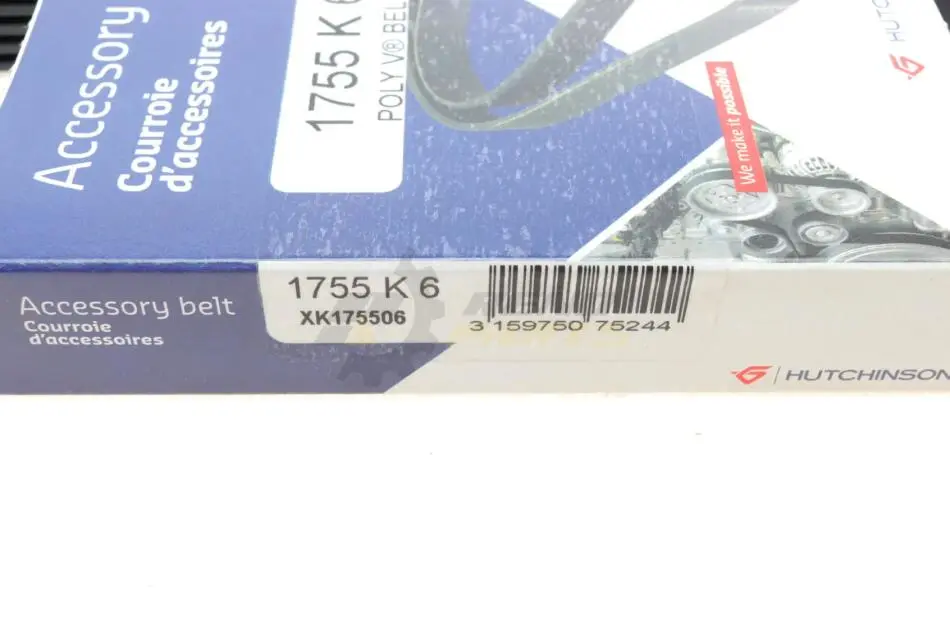 Accessory
Courroie
d'accessoires
1755 K 6
POLY V® BEL
We make it possible
HUTC
Accessory belt
Courroie
d'accessoires
1755 K 6
XK175506
3 159750 75244
HUTCHINSON